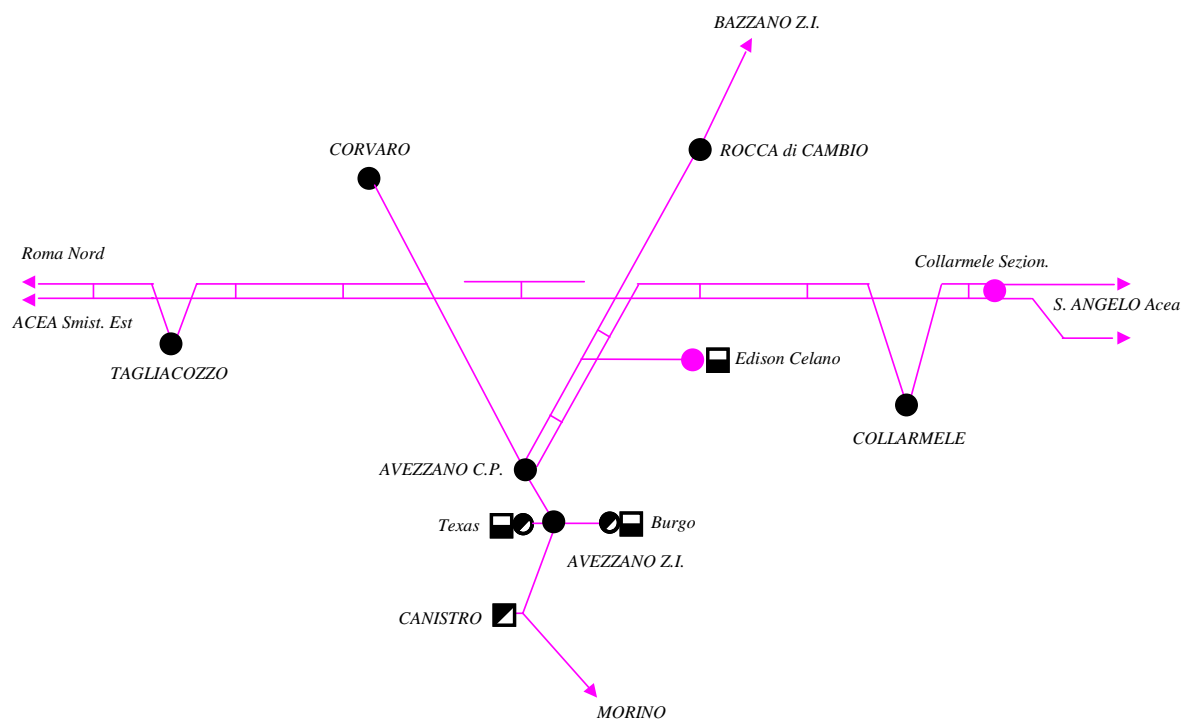 BAZZANO Z.I.
CORVARO
ROCCA di CAMBIO
Roma Nord
Collarmele Sezion.
S. ANGELO Acea
ACEA Smist. Est
TAGLIACOZZO
Edison Celano
COLLARMELE
AVEZZANO C.P.
Texas
Burgo
AVEZZANO Z.I.
CANISTRO
MORINO